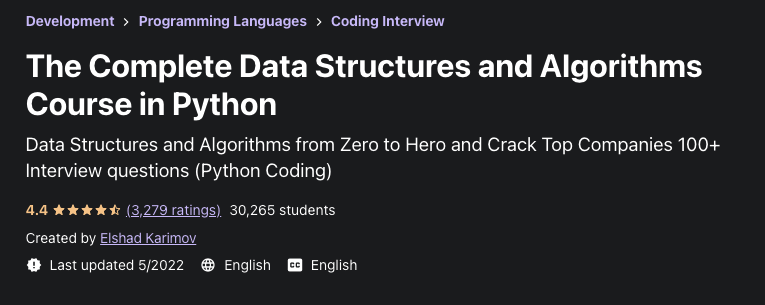 Development > Programming Languages > Coding Interview
The Complete Data Structures and Algorithms
Course in Python
Data Structures and Algorithms from Zero to Hero and Crack Top Companies 100+
Interview questions (Python Coding)
4.4 (3,279 ratings) 30,265 students
Created by Elshad Karimov
Last updated 5/2022 English CC English